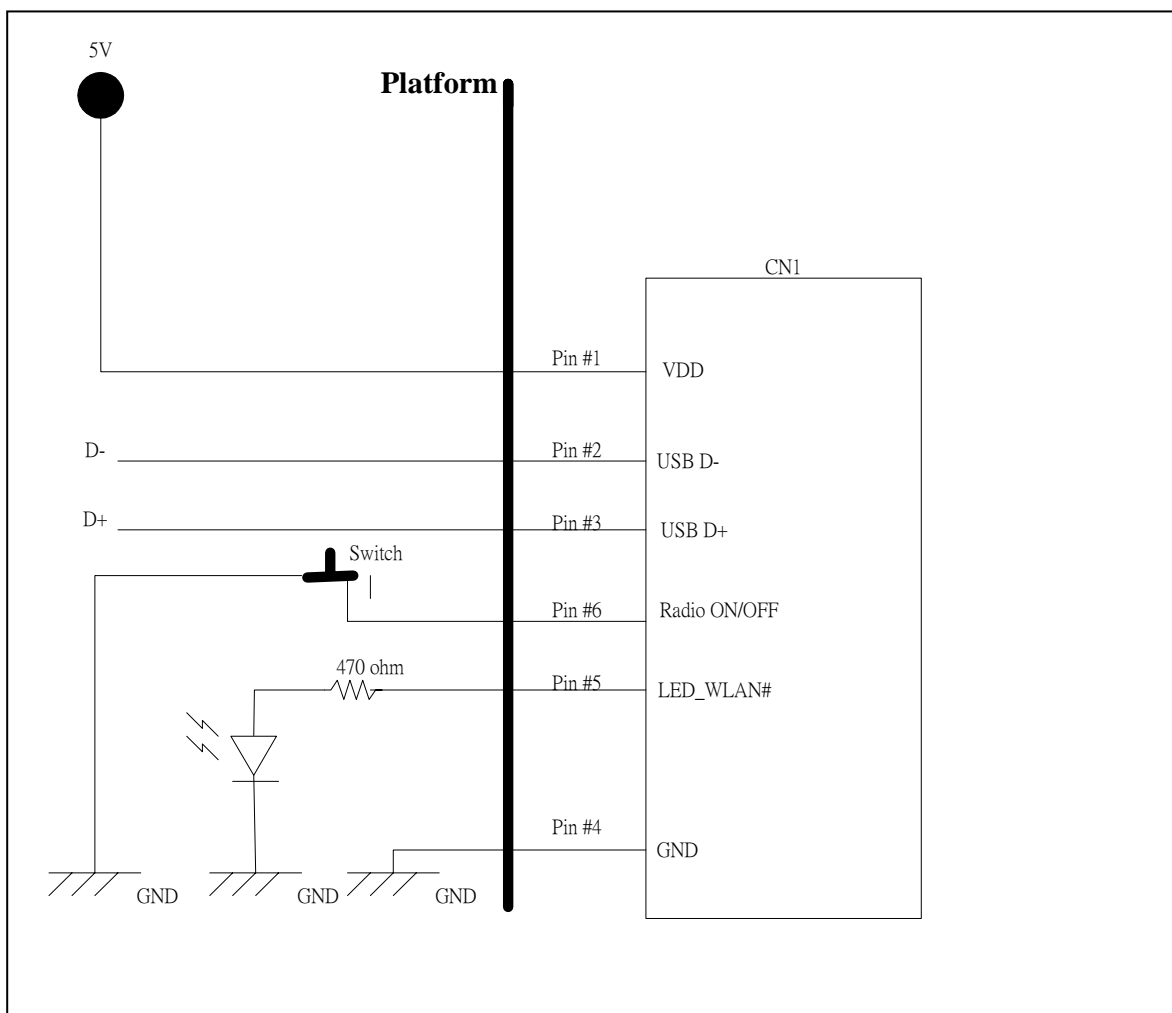 5V
Platform
CN1
Pin #1
VDD
D-
Pin #2
USB D-
D+
Pin #3
USB D+
Switch
Pin #6
Radio ON/OFF
470 ohm
Pin #5
LED_WLAN#
Pin #4
GND
GND
GND
GND